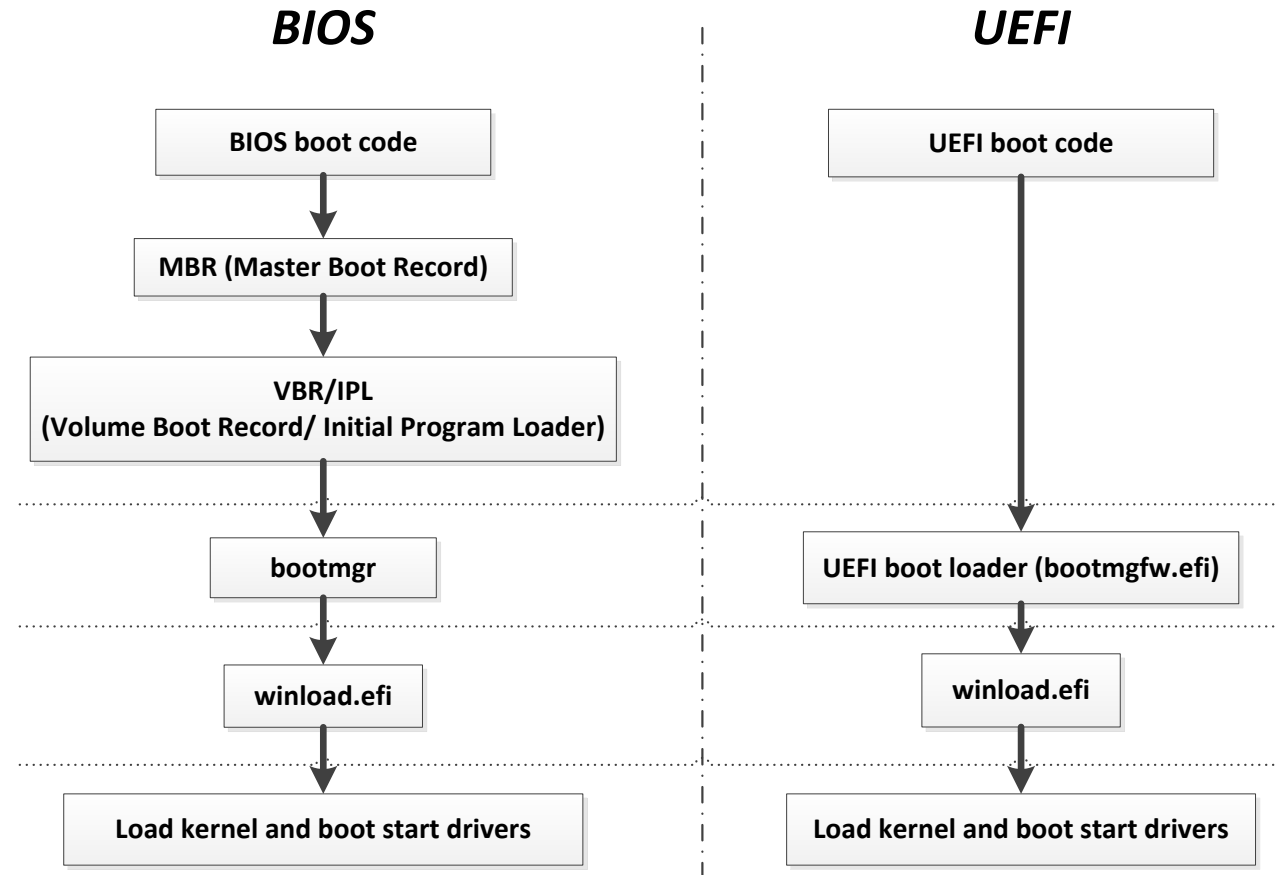 BIOS
UEFI
BIOS boot code
UEFI boot code
MBR (Master Boot Record)
VBR/IPL
(Volume Boot Record/ Initial Program Loader)
bootmgr
UEFI boot loader (bootmgfw.efi)
winload.efi
winload.efi
Load kernel and boot start drivers
Load kernel and boot start drivers